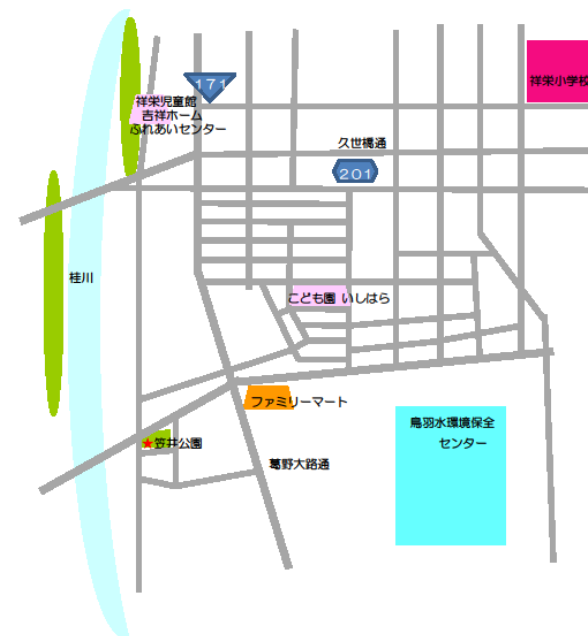 祥栄小学校
171
祥栄児童館
吉祥ホーム
ふれあいセンター
久世橋通
201
桂川
こども園 いしはら
ファミリーマート
鳥羽水環境保全
センター
★笠井公園
葛野大路通